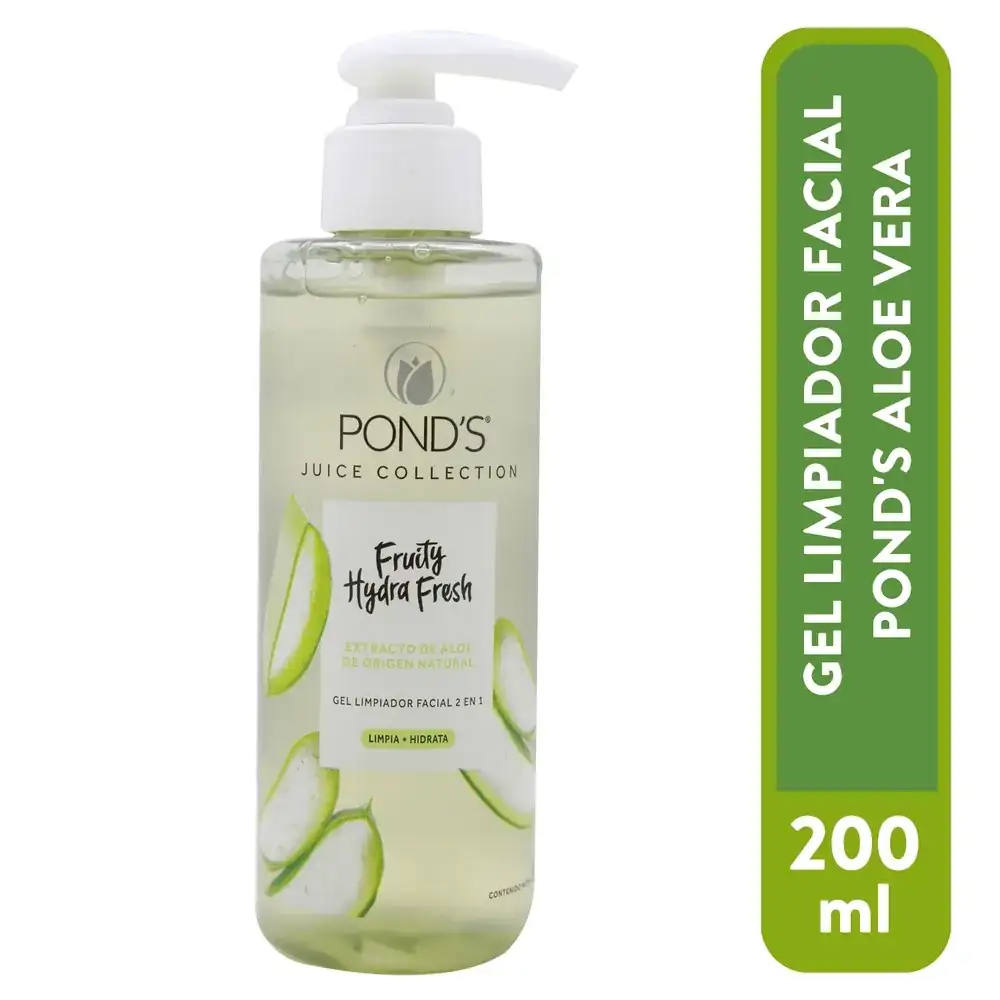 POND'S
JUICE COLLECTION
Fruity
Hydra Fresh
EXTRACTO DE ALOE
DE ORIGEN NATURAL
GEL LIMPIADOR FACIAL 2 EN 1
LIMPIA + HIDRATA
CONTENIDO
GEL LIMPIADOR FACIAL
POND'S ALOE VERA
200
ml